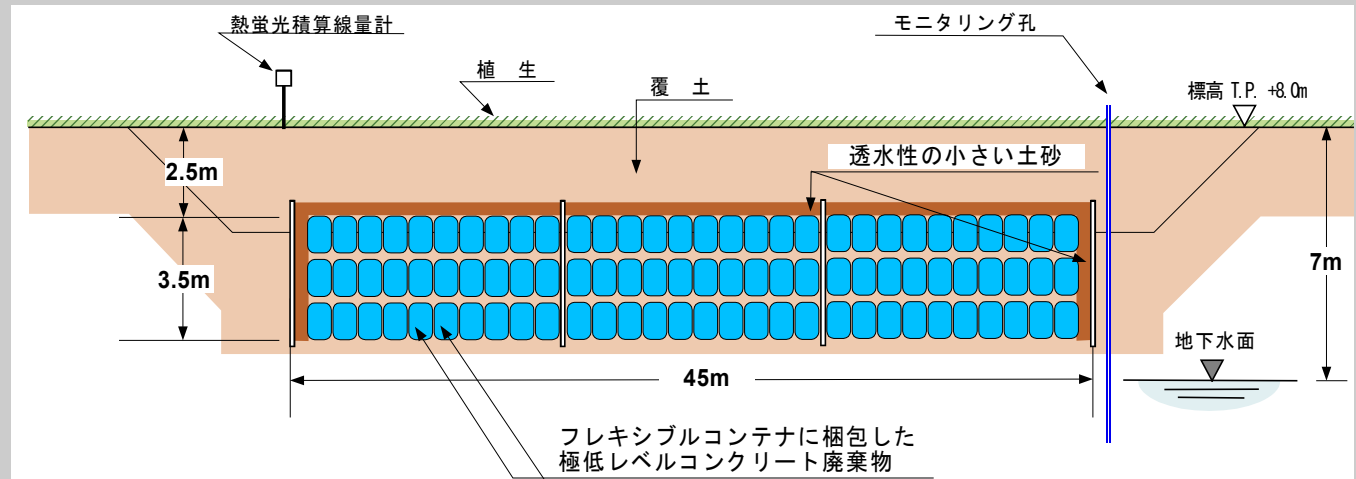 熱蛍光積算線量計
モニタリング孔
植 生
覆 土
標高 T.P. +8.0m
透水性の小さい土砂
2.5m
3.5m
7m
地下水面
45m
フレキシブルコンテナに梱包した
極低レベルコンクリート廃棄物